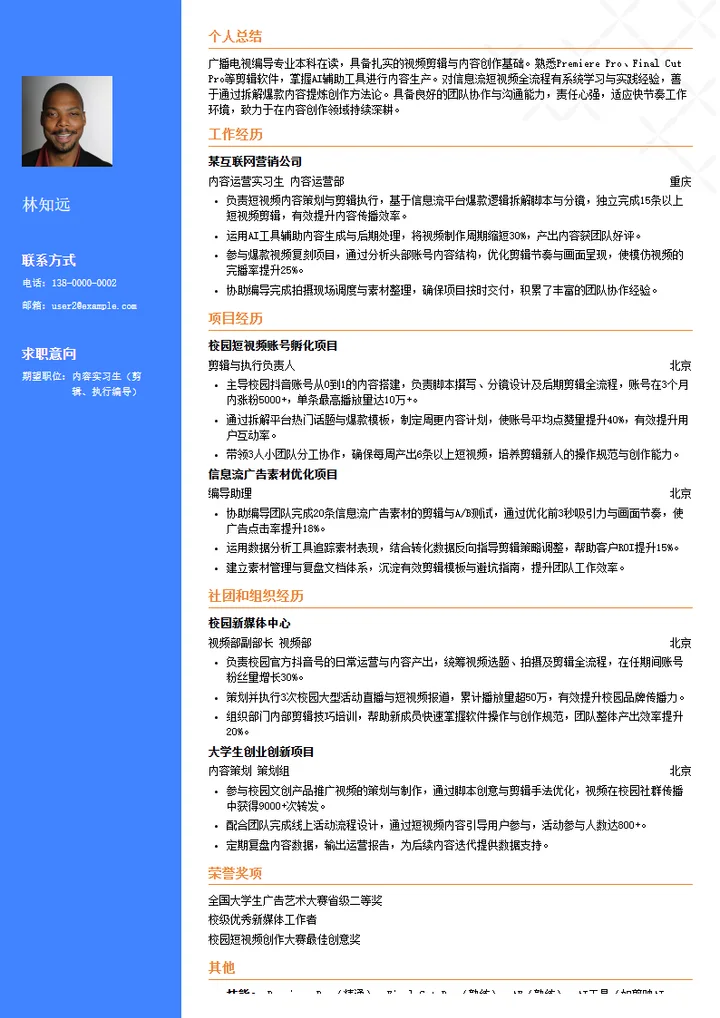 林知远
联系方式
电话：138-0000-0002
邮箱：user2@example.com
求职意向
期望职位：内容实习生（剪
辑、执行编导）
个人总结
广播电视编导专业本科在读，具备扎实的视频剪辑与内容创作基础。熟悉Premiere Pro、Final Cut
Pro等剪辑软件，掌握AI辅助工具进行内容生产。对信息流短视频全流程有系统学习与实践经验，善
于通过拆解爆款内容提炼创作方法论。具备良好的团队协作与沟通能力，责任心强，适应快节奏工作
环境，致力于在内容创作领域持续深耕。
工作经历
某互联网营销公司
内容运营实习生 内容运营部 重庆
• 负责短视频内容策划与剪辑执行，基于信息流平台爆款逻辑拆解脚本与分镜，独立完成15条以上
短视频剪辑，有效提升内容传播效率。
• 运用AI工具辅助内容生成与后期处理，将视频制作周期缩短30%，产出内容获团队好评。
• 参与爆款视频复刻项目，通过分析头部账号内容结构，优化剪辑节奏与画面呈现，使模仿视频的
完播率提升25%。
• 协助编导完成拍摄现场调度与素材整理，确保项目按时交付，积累了丰富的团队协作经验。
项目经历
校园短视频账号孵化项目
剪辑与执行负责人 北京
• 主导校园抖音账号从0到1的内容搭建，负责脚本撰写、分镜设计及后期剪辑全流程，账号在3个月
内涨粉5000+，单条最高播放量达10万+。
• 通过拆解平台热门话题与爆款模板，制定周更内容计划，使账号平均点赞量提升40%，有效提升用
户互动率。
• 带领3人小团队分工协作，确保每周产出6条以上短视频，培养剪辑新人的操作规范与创作能力。
信息流广告素材优化项目
编导助理 北京
• 协助编导团队完成20条信息流广告素材的剪辑与A/B测试，通过优化前3秒吸引力与画面节奏，使
广告点击率提升18%。
• 运用数据分析工具追踪素材表现，结合转化数据反向指导剪辑策略调整，帮助客户ROI提升15%。
• 建立素材管理与复盘文档体系，沉淀有效剪辑模板与避坑指南，提升团队工作效率。
社团和组织经历
校园新媒体中心
视频部副部长 视频部 北京
• 负责校园官方抖音号的日常运营与内容产出，统筹视频选题、拍摄及剪辑全流程，在任期间账号
粉丝量增长30%。
• 策划并执行3次校园大型活动直播与短视频报道，累计播放量超50万，有效提升校园品牌传播力。
• 组织部门内部剪辑技巧培训，帮助新成员快速掌握软件操作与创作规范，团队整体产出效率提升
20%。
大学生创业创新项目
内容策划 策划组 北京
• 参与校园文创产品推广视频的策划与制作，通过脚本创意与剪辑手法优化，视频在校园社群传播
中获得9000+次转发。
• 配合团队完成线上活动流程设计，通过短视频内容引导用户参与，活动参与人数达800+。
• 定期复盘内容数据，输出运营报告，为后续内容迭代提供数据支持。
荣誉奖项
全国大学生广告艺术大赛省级二等奖
校级优秀新媒体工作者
校园短视频创作大赛最佳创意奖
其他